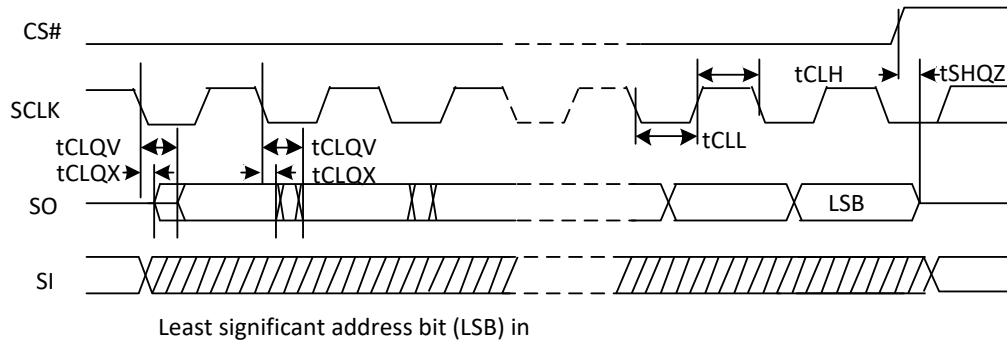 CS#
tCLH
tSHQZ
SCLK
tCLL
tCLQV
tCLQV
tCLQX
tCLQX
SO
LSB
SI
Least significant address bit (LSB) in